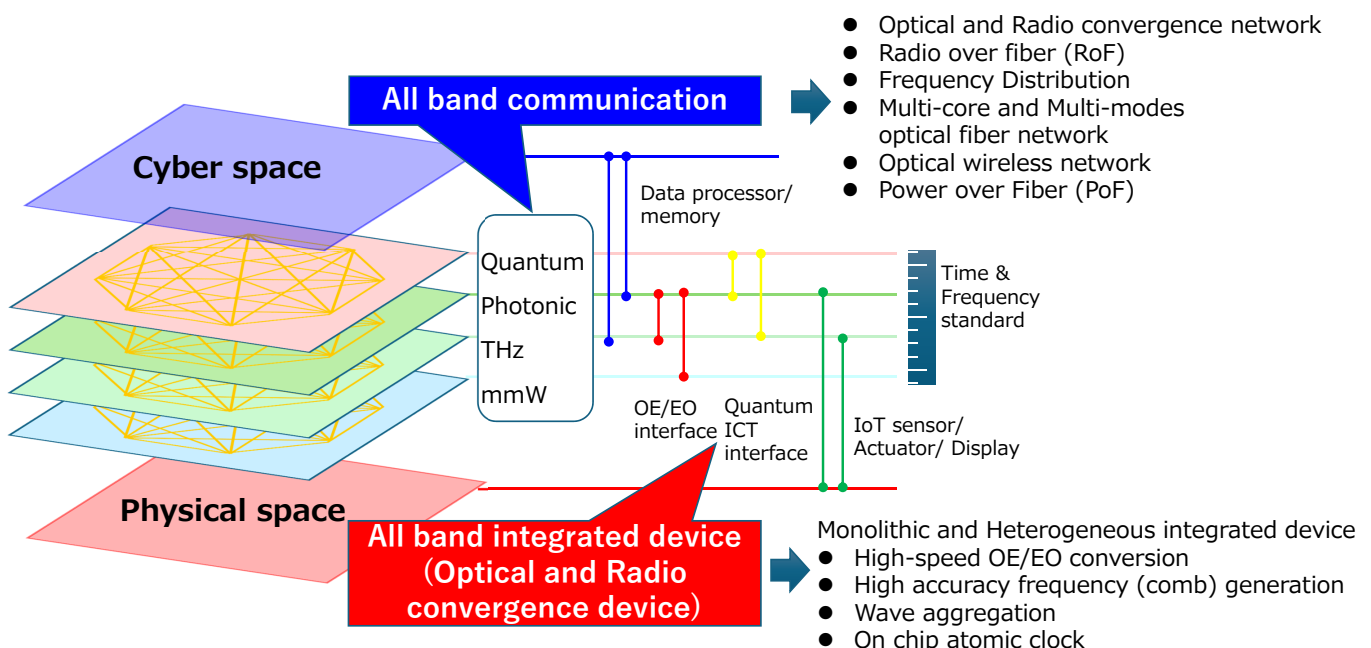 ● Optical and Radio convergence network
● Radio over fiber (RoF)
● Frequency Distribution
● Multi-core and Multi-modes
optical fiber network
● Optical wireless network
● Power over Fiber (PoF)
All band communication
Cyber space
Data processor/
memory
Quantum
Photonic
THz
mmW
Time &
Frequency
standard
OE/EO
interface
Quantum
ICT
interface
IoT sensor/
Actuator/ Display
Physical space
All band integrated device
(Optical and Radio
convergence device)
Monolithic and Heterogeneous integrated device
● High-speed OE/EO conversion
● High accuracy frequency (comb) generation
● Wave aggregation
● On chip atomic clock